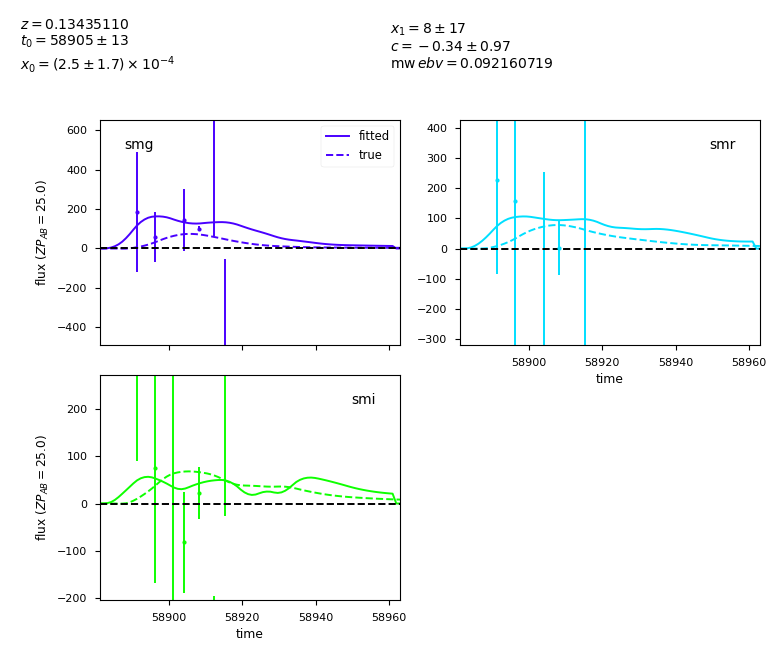 z = 0.13435110
t₀ = 58905 ± 13
x₀ = (2.5 ± 1.7) × 10⁻⁴
x₁ = 8 ± 17
c = −0.34 ± 0.97
mw ebv = 0.092160719
smg
fitted
true
600
400
200
0
−200
−400
flux (ZP_AB = 25.0)
smr
400
300
200
100
0
−100
−200
−300
58900 58920 58940 58960
time
smi
200
100
0
−100
−200
flux (ZP_AB = 25.0)
58900 58920 58940 58960
time